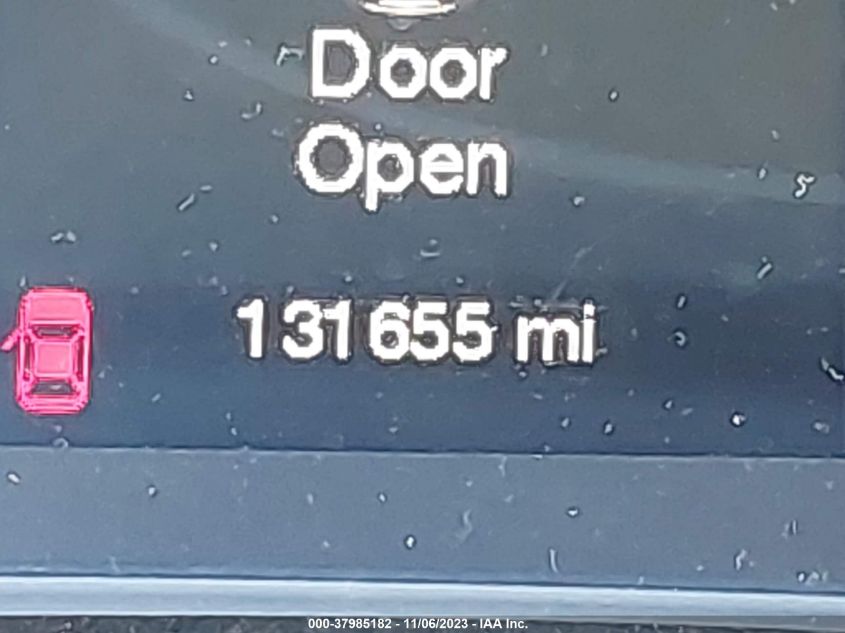 Door
Open
131655 mi
000-37985182 - 11/06/2023 - IAA Inc.